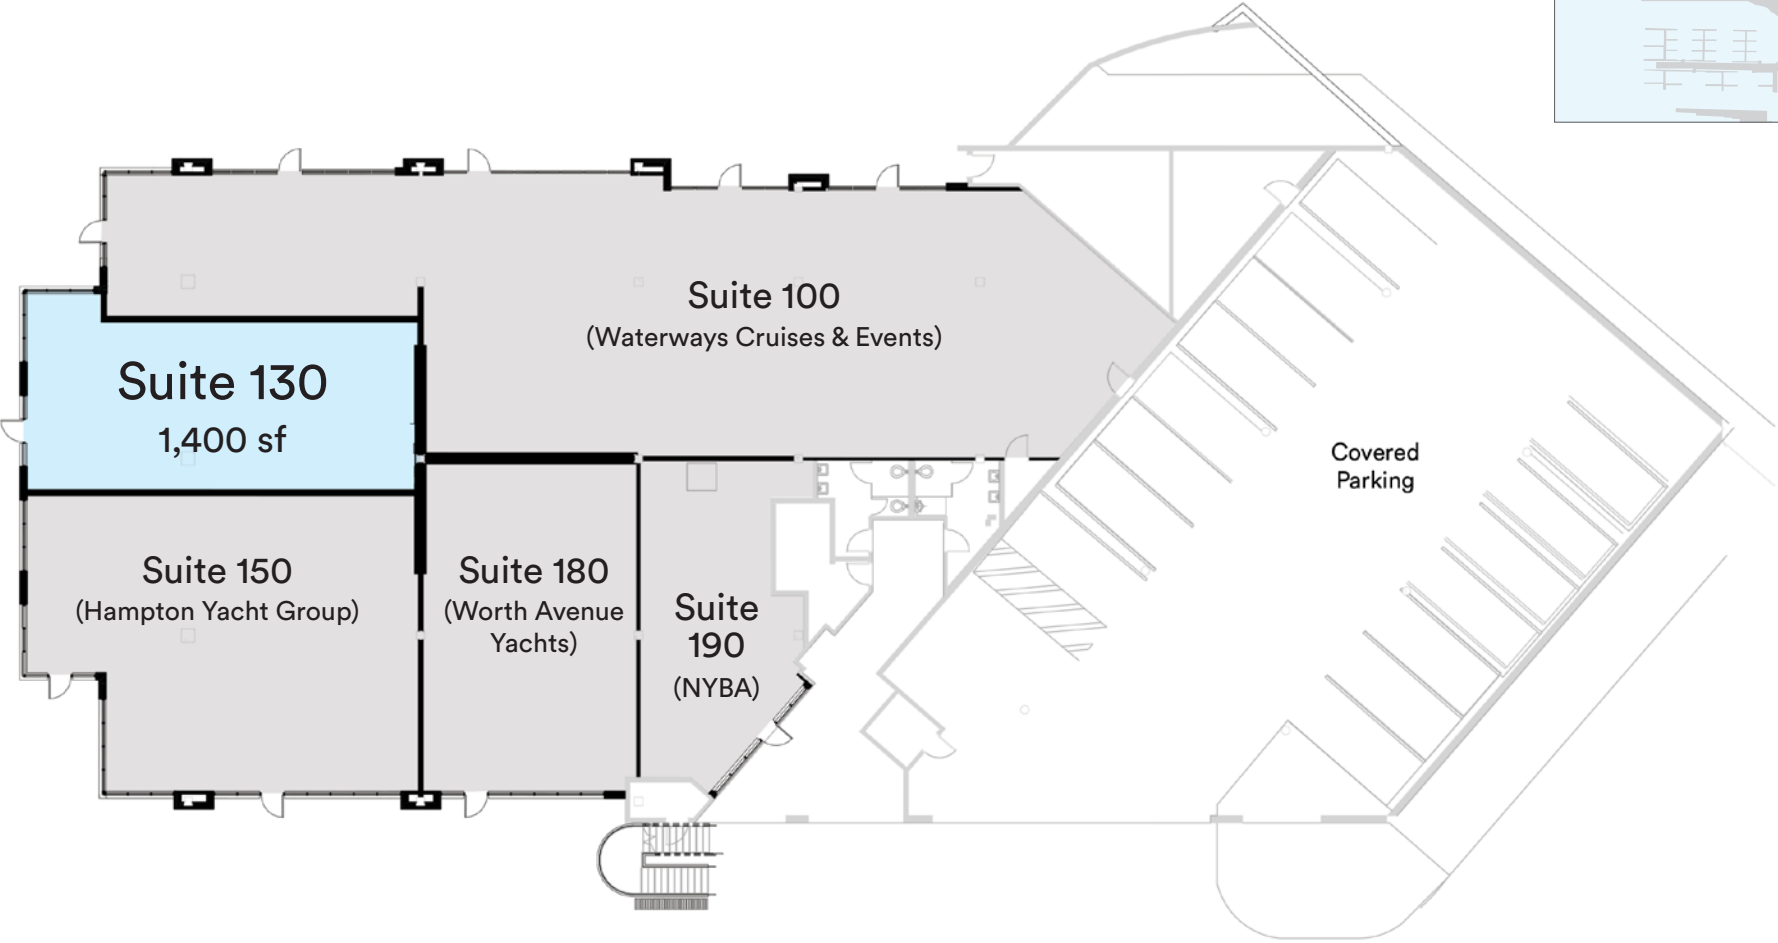 Suite 100
(Waterways Cruises & Events)
Suite 130
1,400 sf
Covered
Parking
Suite 150
(Hampton Yacht Group)
Suite 180
(Worth Avenue
Yachts)
Suite
190
(NYBA)